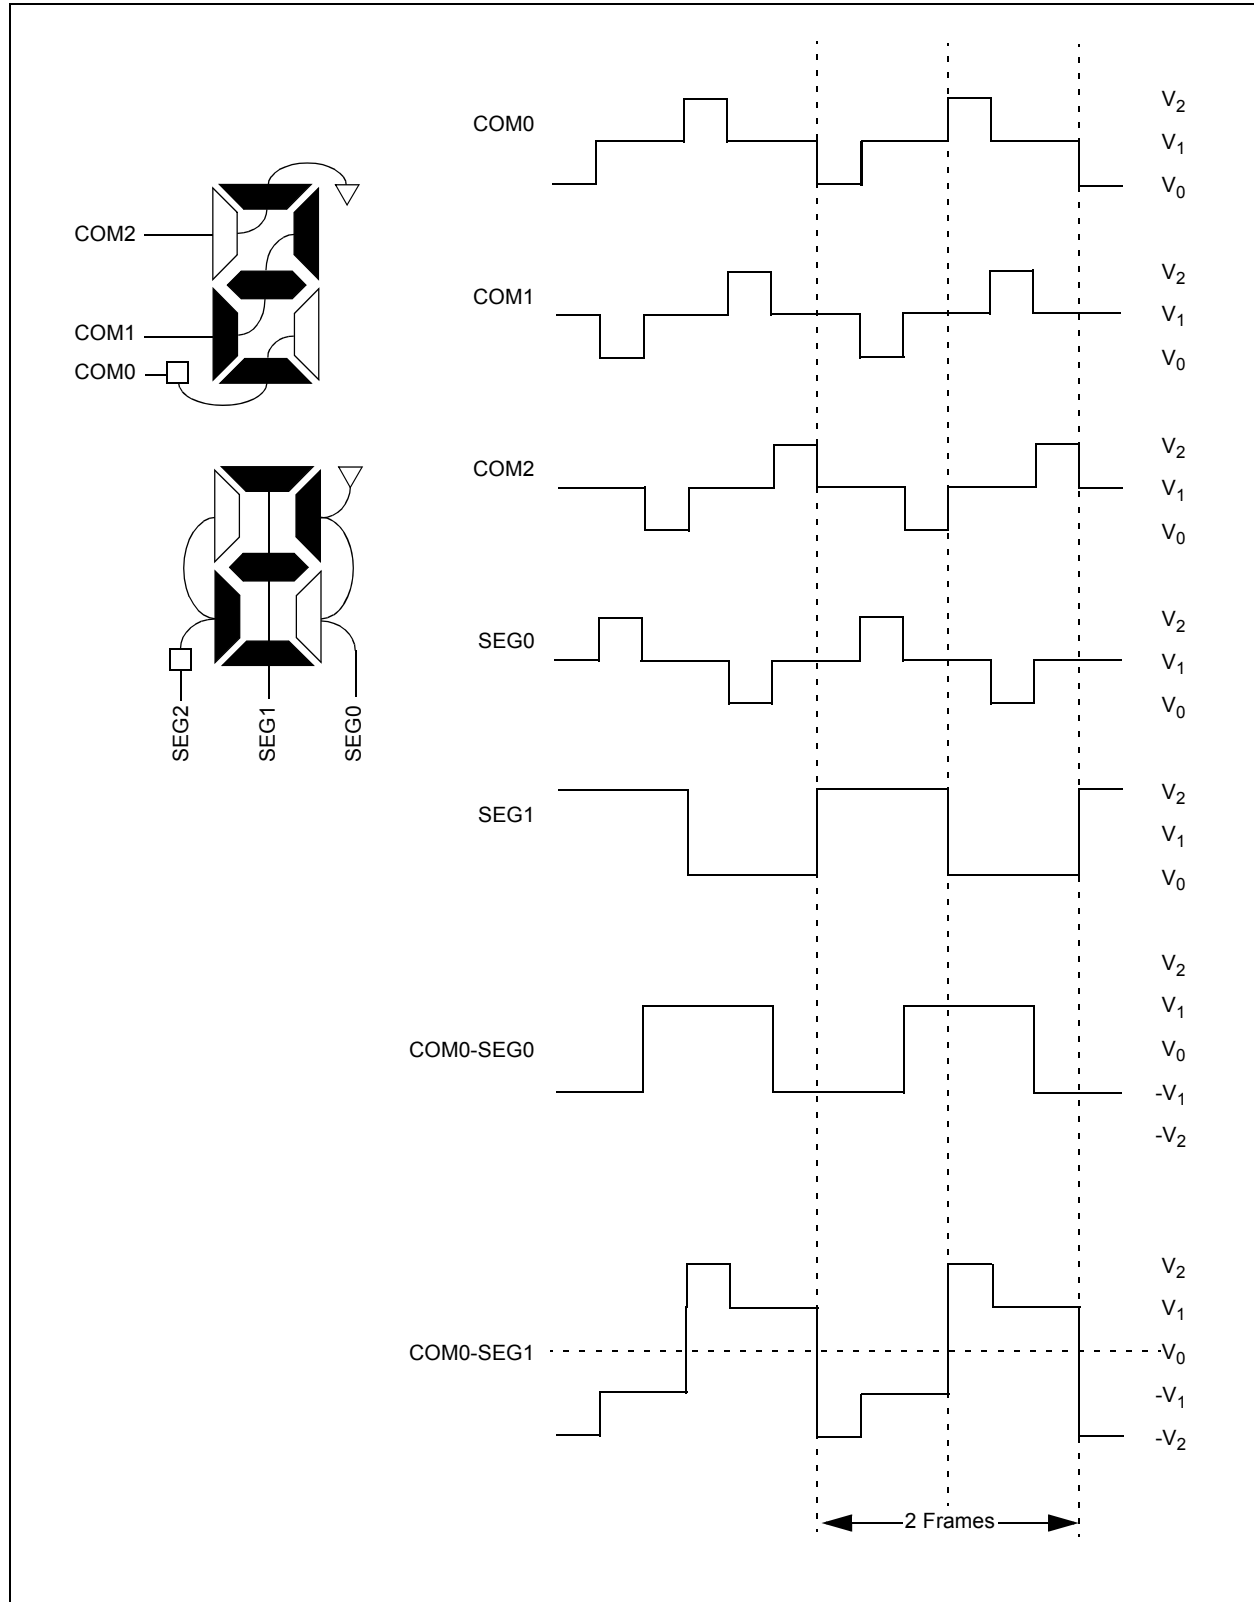 COM2
COM1
COM0
SEG2
SEG1
SEG0
COM0
V2
V1
V0
COM1
V2
V1
V0
COM2
V2
V1
V0
SEG0
V2
V1
V0
SEG1
V2
V1
V0
COM0-SEG0
V2
V1
V0
-V1
-V2
COM0-SEG1
V2
V1
V0
-V1
-V2
2 Frames